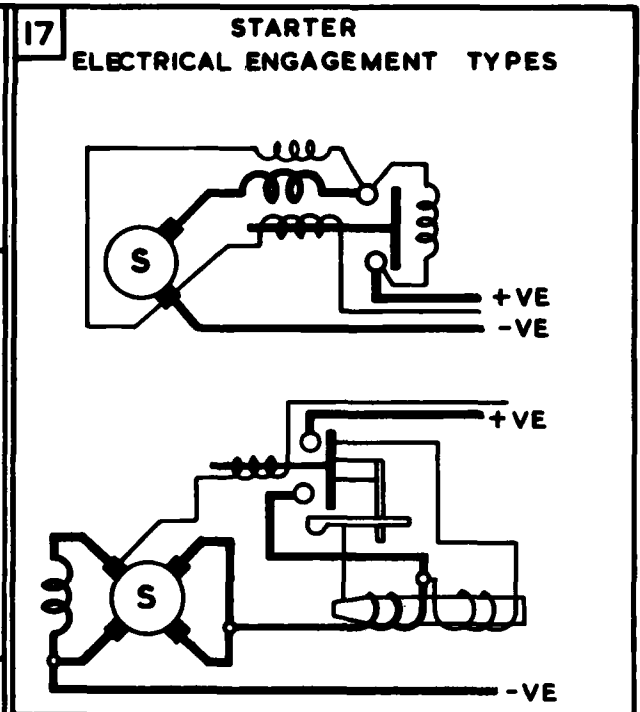 17
STARTER
ELECTRICAL ENGAGEMENT TYPES
S
+VE
-VE
+VE
S
-VE